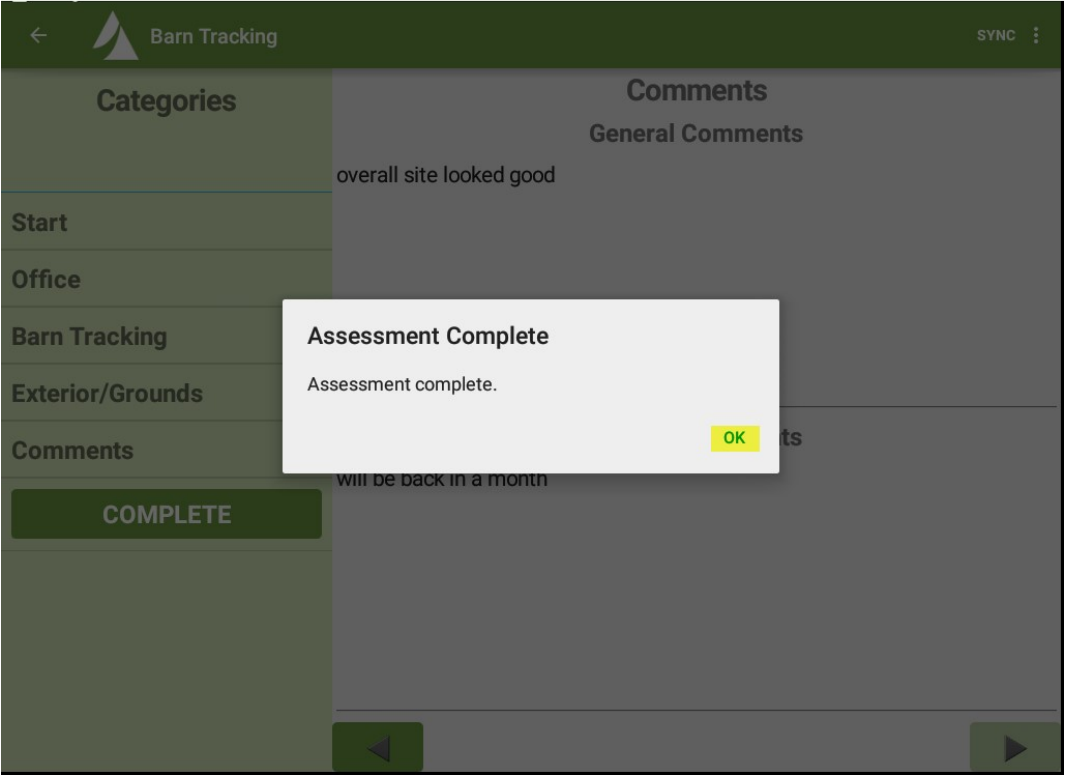 Barn Tracking
SYNC
Categories
Start
Office
Barn Tracking
Exterior/Grounds
Comments
COMPLETE
Comments
General Comments
overall site looked good
ts
will be back in a month
Assessment Complete
Assessment complete.
OK